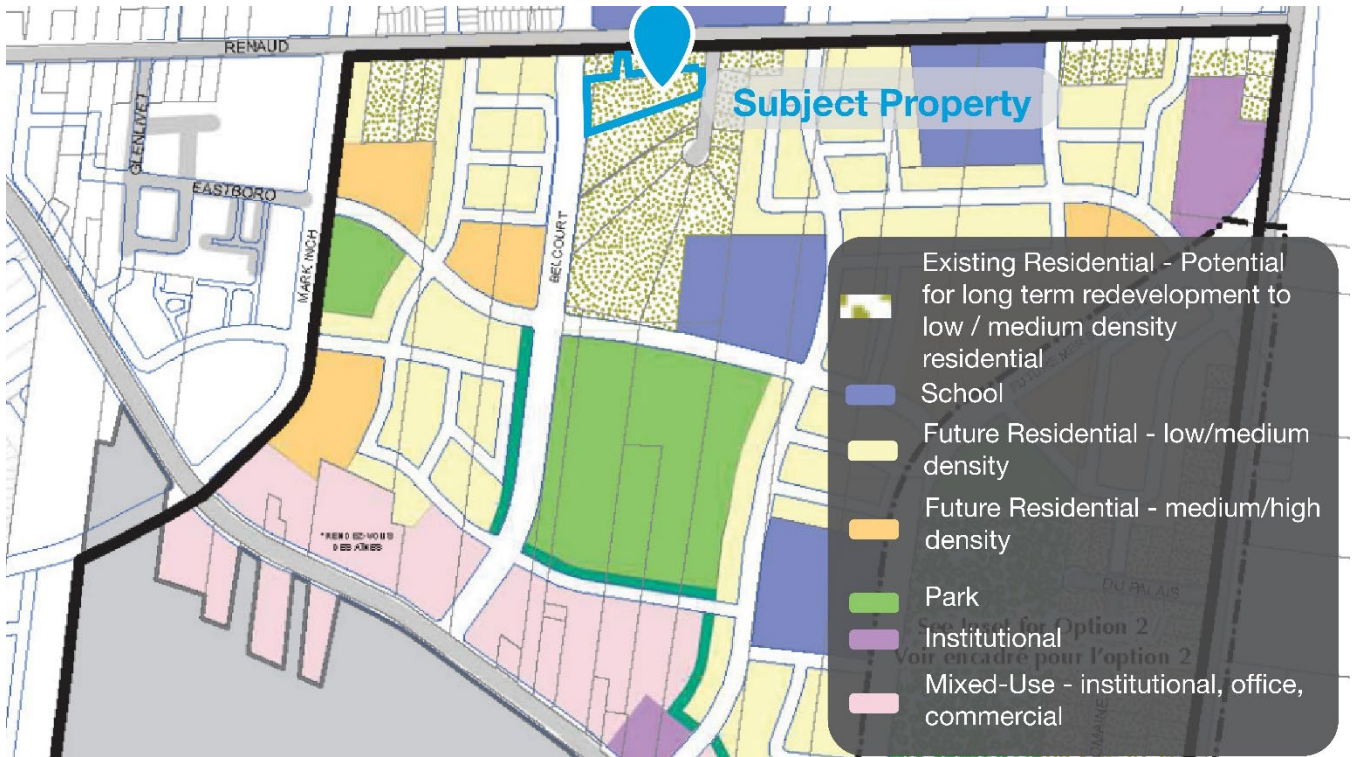 RENAUD
Subject Property
GLENLIVET
EASTBORO
MARK INCH
BELCOURT
Existing Residential - Potential
for long term redevelopment to
low / medium density
residential
School
Future Residential - low/medium
density
Future Residential - medium/high
density
*RENDEZ-VOUS
DES AÎNÉS
Park
DU PALAIS
See Inset for Option 2
Institutional
Voir encadré pour l'option 2
Mixed-Use - institutional, office,
commercial